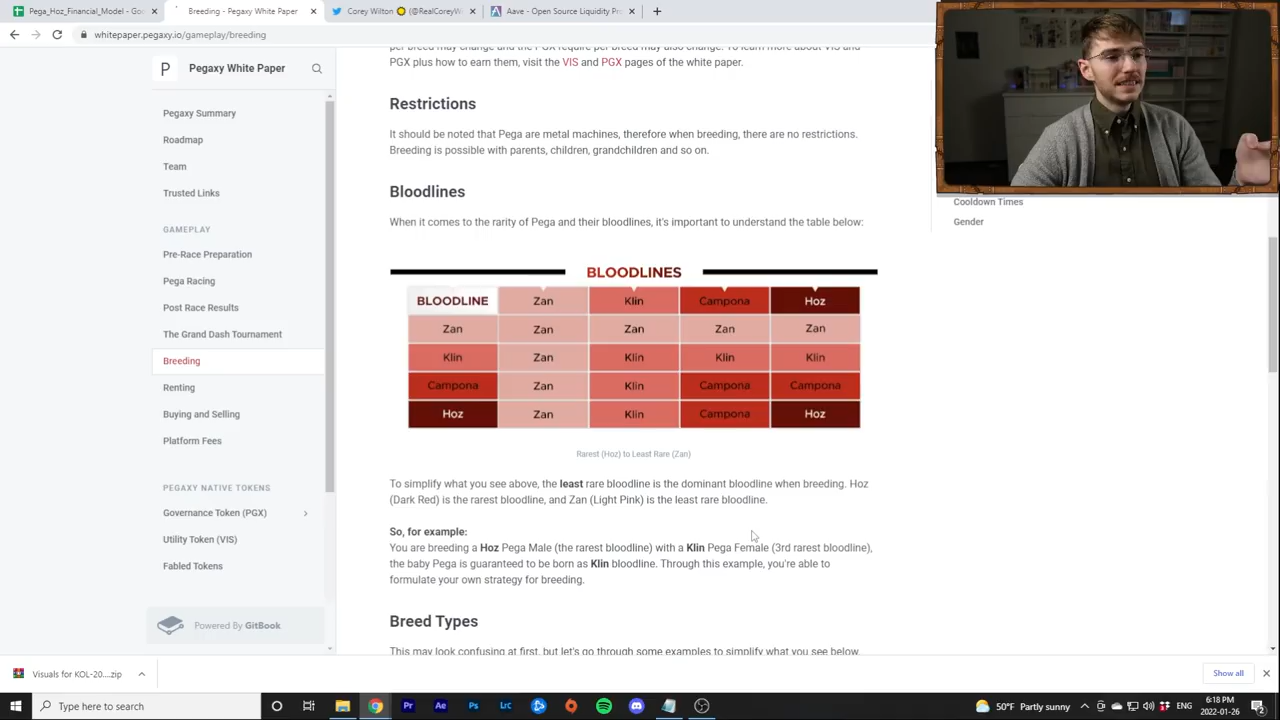 Pega_Hoz_Financial_Model - Goo
Breeding - Pegaxy White Paper
Corey Wilton (@RealCoreyW
Aave - Open Source Liquidity Pro
whitepaper.pegaxy.io/gameplay/breeding
P
Pegaxy White Paper
Pegaxy Summary
Roadmap
Team
Trusted Links
GAMEPLAY
Pre-Race Preparation
Pega Racing
Post Race Results
The Grand Dash Tournament
Breeding
Renting
Buying and Selling
Platform Fees
PEGAXY NATIVE TOKENS
Governance Token (PGX)
Utility Token (VIS)
Fabled Tokens
Powered By GitBook
per breed may change and the PGX require per breed may also change. To learn more about VIS and
PGX plus how to earn them, visit the VIS and PGX pages of the white paper.
Restrictions
It should be noted that Pega are metal machines, therefore when breeding, there are no restrictions.
Breeding is possible with parents, children, grandchildren and so on.
Bloodlines
When it comes to the rarity of Pega and their bloodlines, it's important to understand the table below:
BLOODLINES
BLOODLINE Zan Klin Campona Hoz
Zan Zan Zan Zan Zan
Klin Zan Klin Klin Klin
Campona Zan Klin Campona Campona
Hoz Zan Klin Campona Hoz
Rarest (Hoz) to Least Rare (Zan)
To simplify what you see above, the least rare bloodline is the dominant bloodline when breeding. Hoz
(Dark Red) is the rarest bloodline, and Zan (Light Pink) is the least rare bloodline.
So, for example:
You are breeding a Hoz Pega Male (the rarest bloodline) with a Klin Pega Female (3rd rarest bloodline),
the baby Pega is guaranteed to be born as Klin bloodline. Through this example, you're able to
formulate your own strategy for breeding.
Breed Types
This may look confusing at first, but let's go through some examples to simplify what you see below.
Cooldown Times
Gender
Visuals for KOL-20....zip
Show all
Type here to search
Pr
Ae
Ps
Lrc
50°F Partly sunny
ENG
6:18 PM
2022-01-26
2